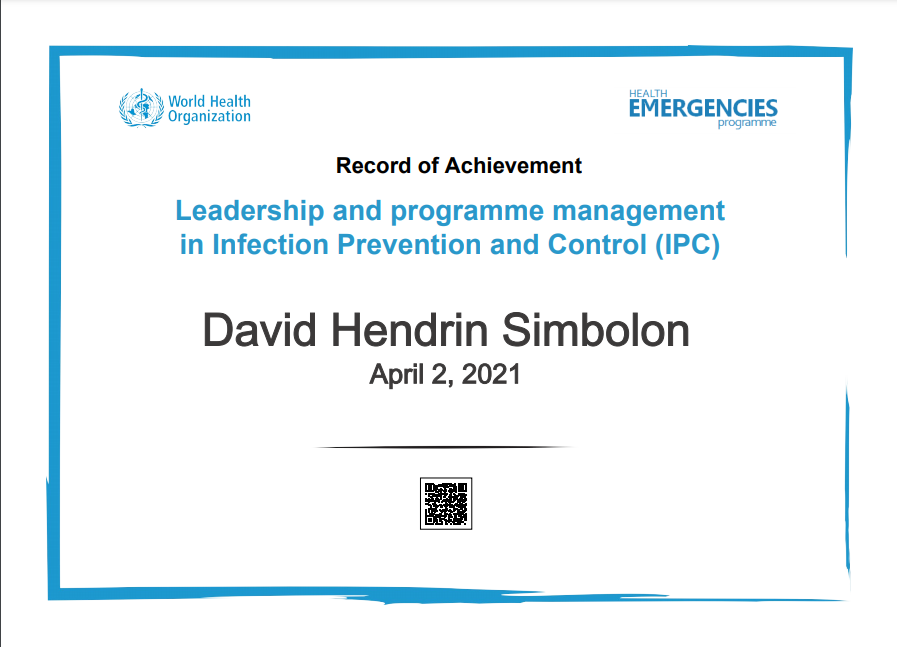 World Health
Organization
HEALTH
EMERGENCIES
programme
Record of Achievement
Leadership and programme management
in Infection Prevention and Control (IPC)
David Hendrin Simbolon
April 2, 2021